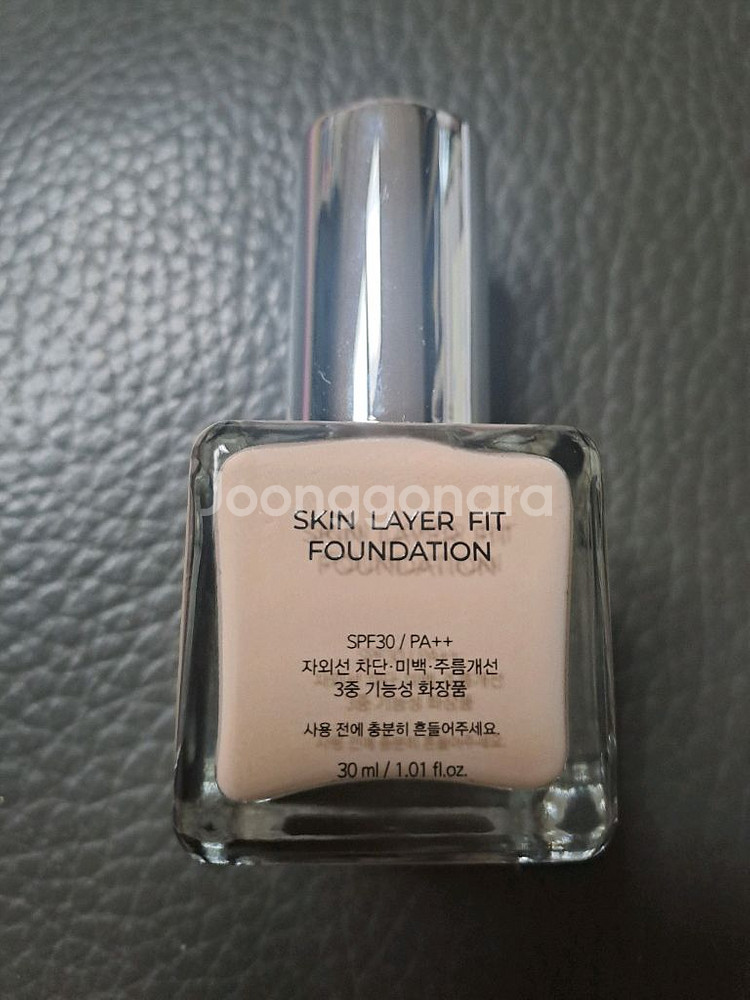 Joonggonara
SKIN LAYER FIT
FOUNDATION
SPF30 / PA++
자외선 차단·미백·주름개선
3중 기능성 화장품
사용 전에 충분히 흔들어주세요.
30 ml / 1.01 fl.oz.